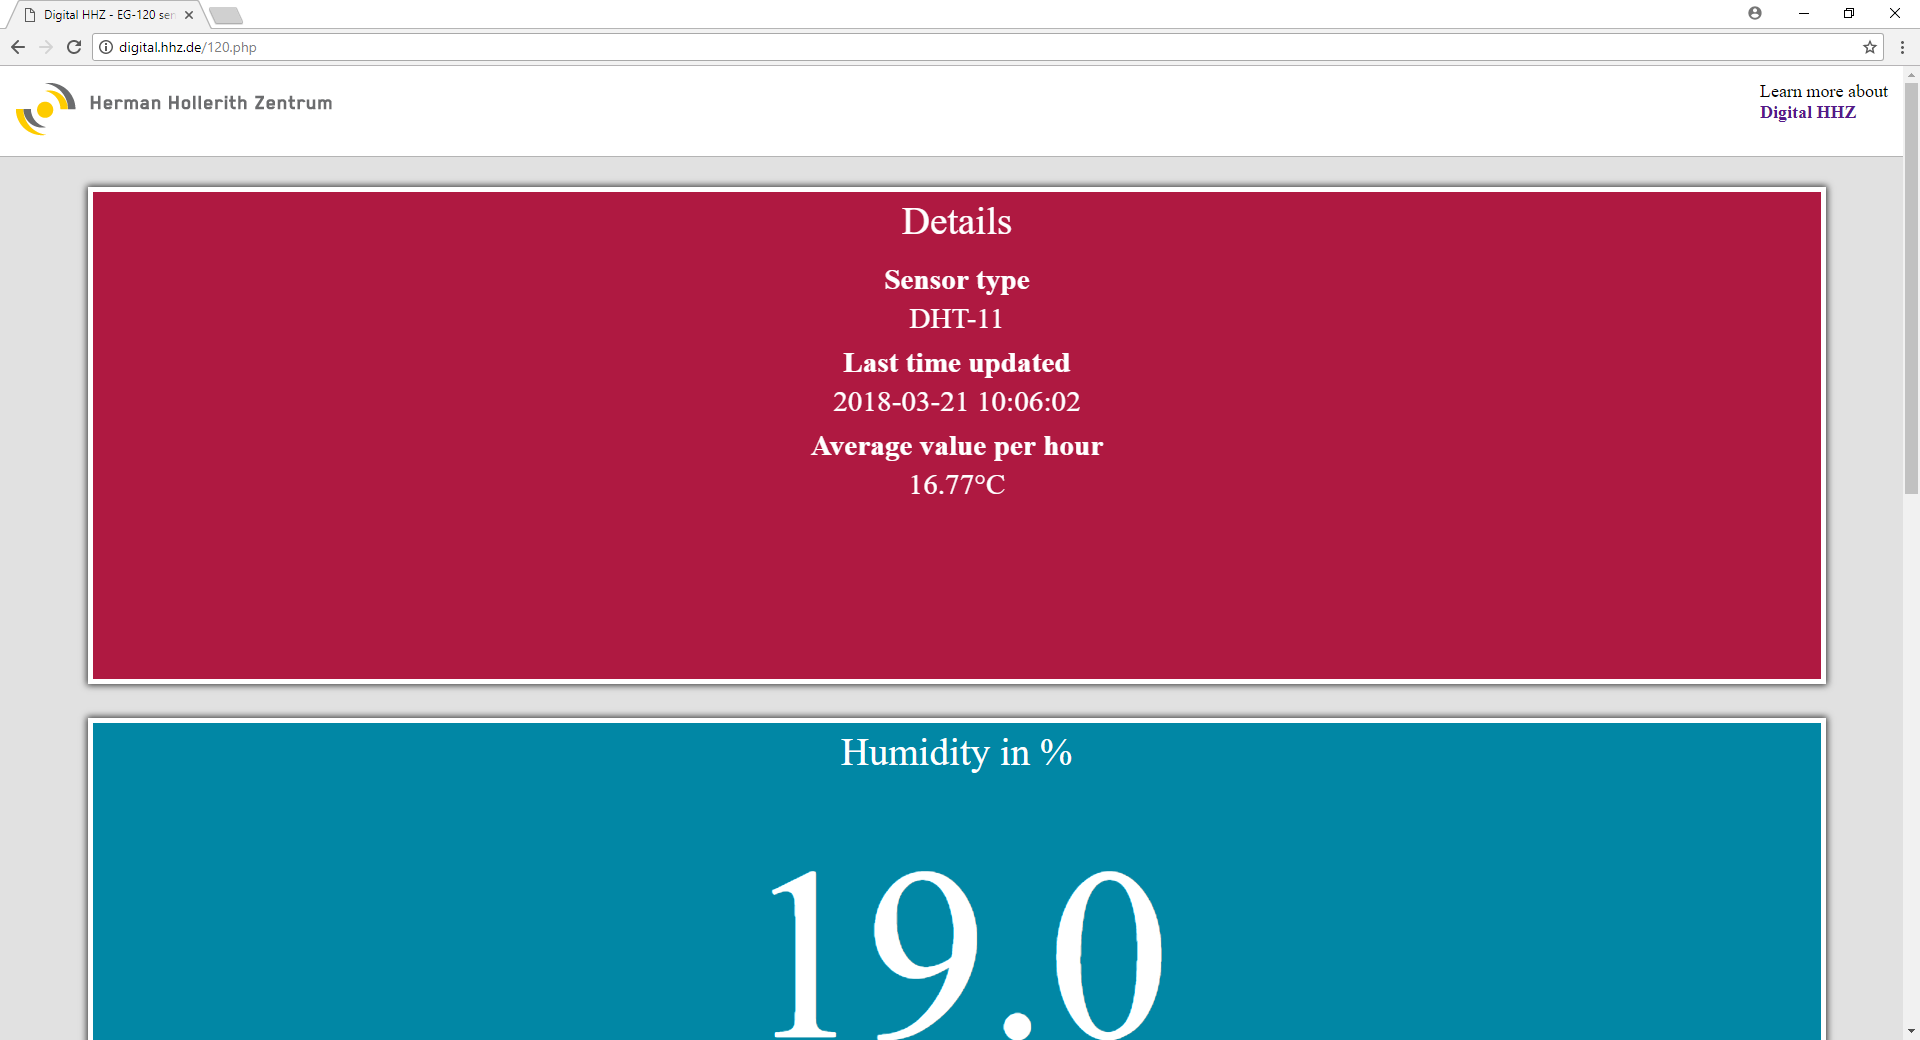 Digital HHZ - EG-120 sen
digital.hhz.de/120.php
Herman Hollerith Zentrum
Learn more about
Digital HHZ
Details
Sensor type
DHT-11
Last time updated
2018-03-21 10:06:02
Average value per hour
16.77°C
Humidity in %
19.0